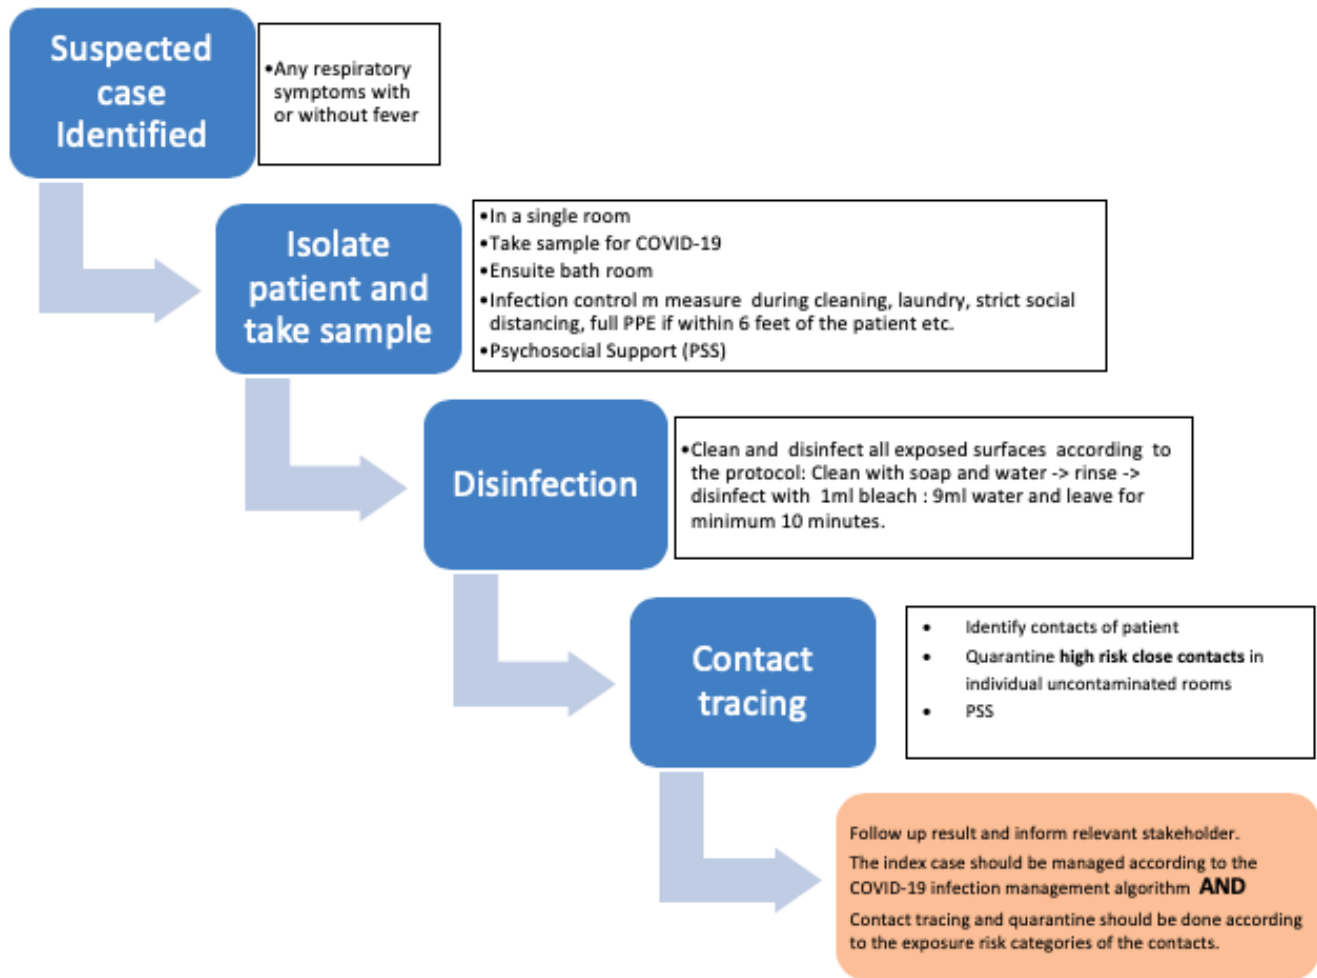 Suspected
case
Identified
•Any respiratory
symptoms with
or without fever
Isolate
patient and
take sample
•In a single room
•Take sample for COVID-19
•Ensuite bath room
•Infection control m measure during cleaning, laundry, strict social
distancing, full PPE if within 6 feet of the patient etc.
•Psychosocial Support (PSS)
Disinfection
•Clean and disinfect all exposed surfaces according to
the protocol: Clean with soap and water -> rinse ->
disinfect with 1ml bleach : 9ml water and leave for
minimum 10 minutes.
Contact
tracing
• Identify contacts of patient
• Quarantine high risk close contacts in
individual uncontaminated rooms
• PSS
Follow up result and inform relevant stakeholder.
The index case should be managed according to the
COVID-19 infection management algorithm AND
Contact tracing and quarantine should be done according
to the exposure risk categories of the contacts.